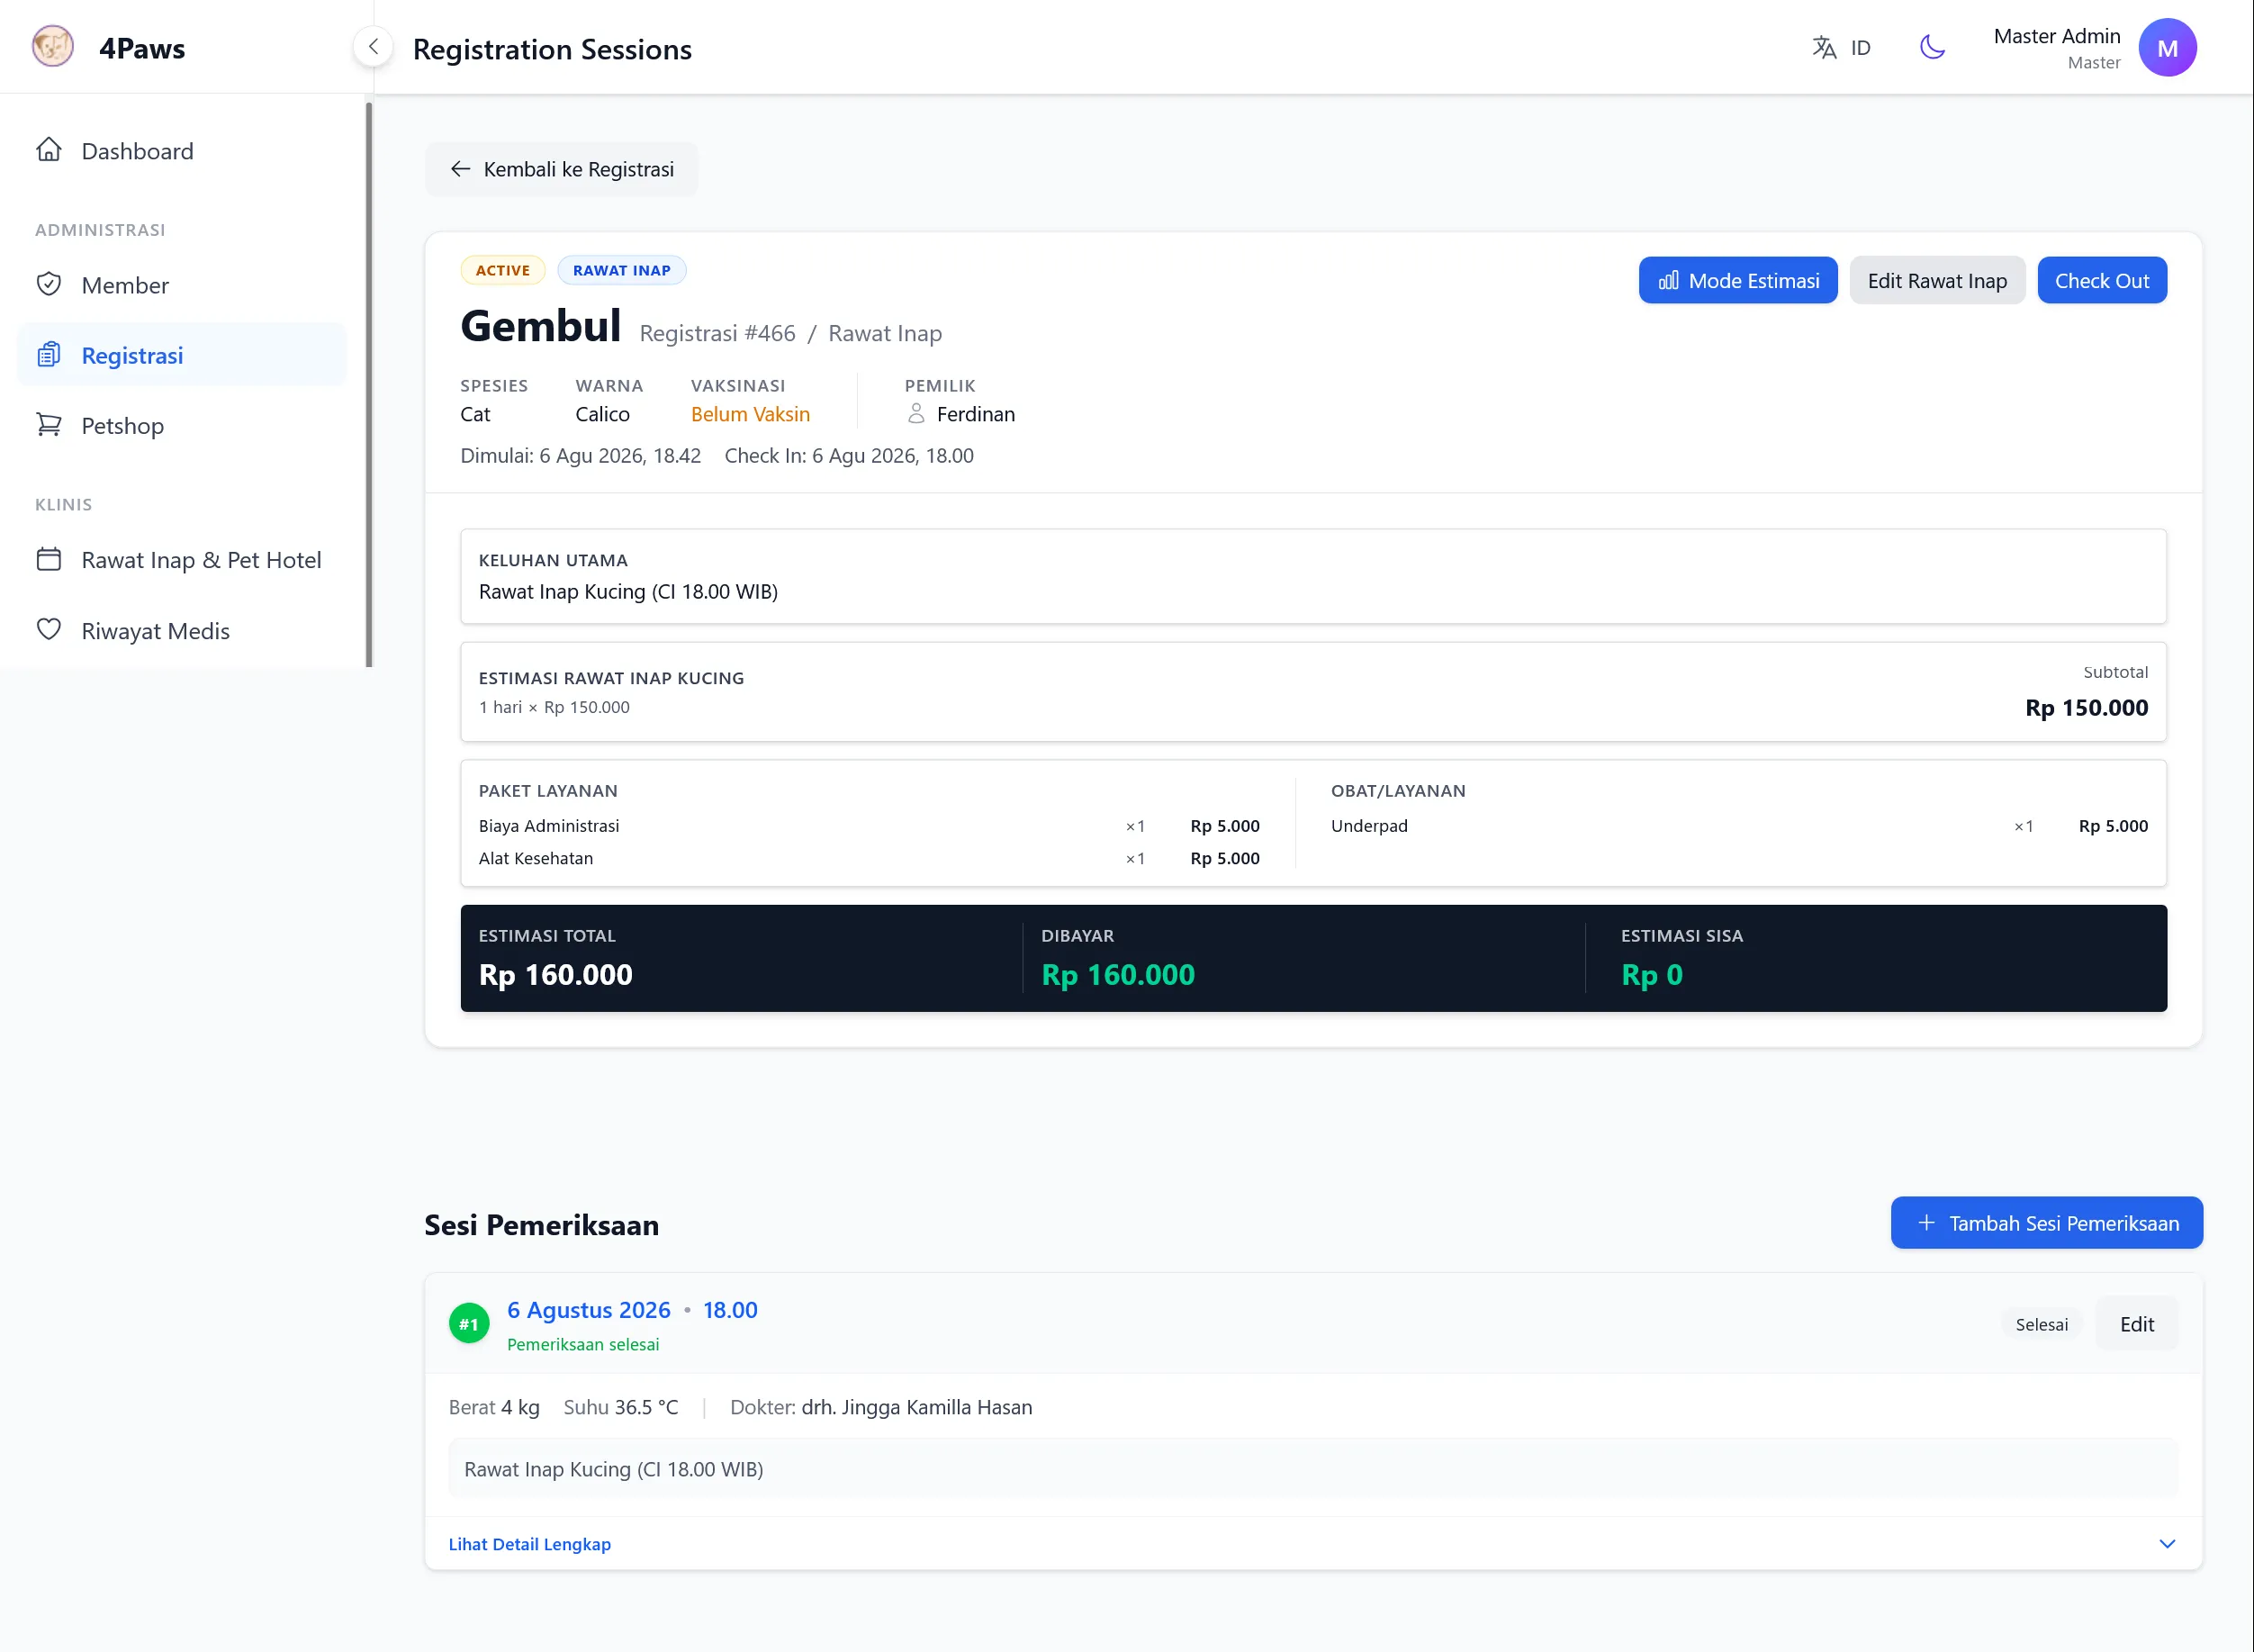 4Paws
Registration Sessions
ID
Master Admin
Master
M
Dashboard
ADMINISTRASI
Member
Registrasi
Petshop
KLINIS
Rawat Inap & Pet Hotel
Riwayat Medis
Kembali ke Registrasi
ACTIVE
RAWAT INAP
Mode Estimasi
Edit Rawat Inap
Check Out
Gembul Registrasi #466 / Rawat Inap
SPESIES WARNA VAKSINASI PEMILIK
Cat Calico Belum Vaksin Ferdinan
Dimulai: 6 Agu 2026, 18.42 Check In: 6 Agu 2026, 18.00
KELUHAN UTAMA
Rawat Inap Kucing (CI 18.00 WIB)
ESTIMASI RAWAT INAP KUCING
1 hari × Rp 150.000
Subtotal
Rp 150.000
PAKET LAYANAN
Biaya Administrasi ×1 Rp 5.000
Alat Kesehatan ×1 Rp 5.000
OBAT/LAYANAN
Underpad ×1 Rp 5.000
ESTIMASI TOTAL
Rp 160.000
DIBAYAR
Rp 160.000
ESTIMASI SISA
Rp 0
Sesi Pemeriksaan
Tambah Sesi Pemeriksaan
#1
6 Agustus 2026 • 18.00
Pemeriksaan selesai
Selesai
Edit
Berat 4 kg Suhu 36.5 °C | Dokter: drh. Jingga Kamilla Hasan
Rawat Inap Kucing (CI 18.00 WIB)
Lihat Detail Lengkap